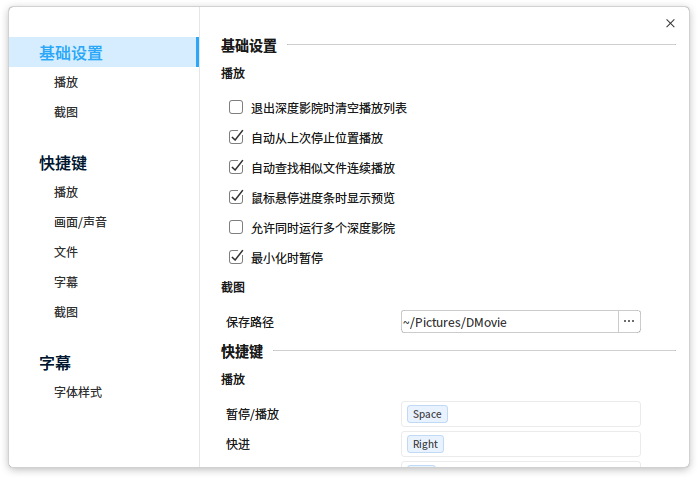 基础设置
播放
截图
快捷键
播放
画面/声音
文件
字幕
截图
字幕
字体样式
基础设置
播放
退出深度影院时清空播放列表
自动从上次停止位置播放
自动查找相似文件连续播放
鼠标悬停进度条时显示预览
允许同时运行多个深度影院
最小化时暂停
截图
保存路径 ~/Pictures/DMovie ...
快捷键
播放
暂停/播放 Space
快进 Right